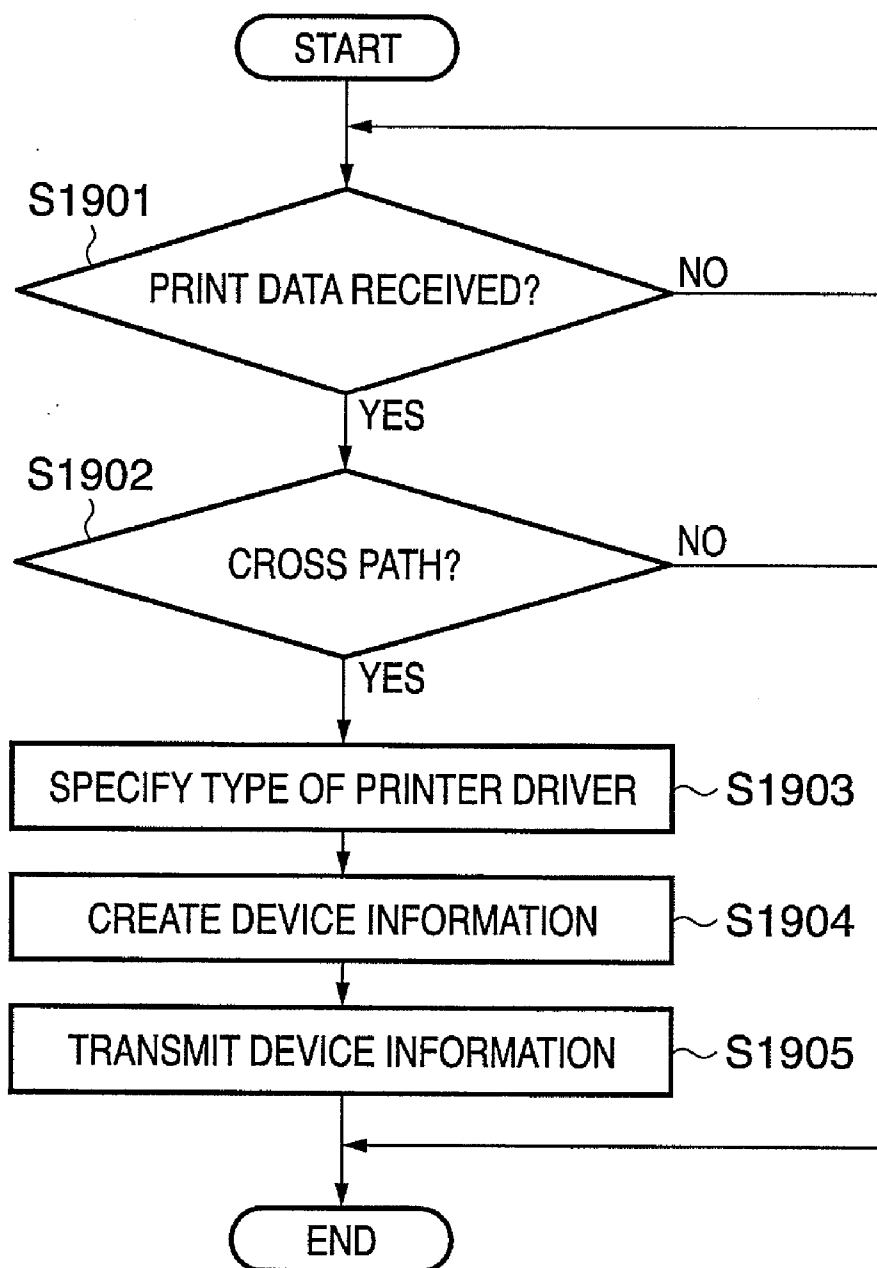 START
S1901
PRINT DATA RECEIVED?
NO
YES
S1902
CROSS PATH?
NO
YES
SPECIFY TYPE OF PRINTER DRIVER
S1903
CREATE DEVICE INFORMATION
S1904
TRANSMIT DEVICE INFORMATION
S1905
END